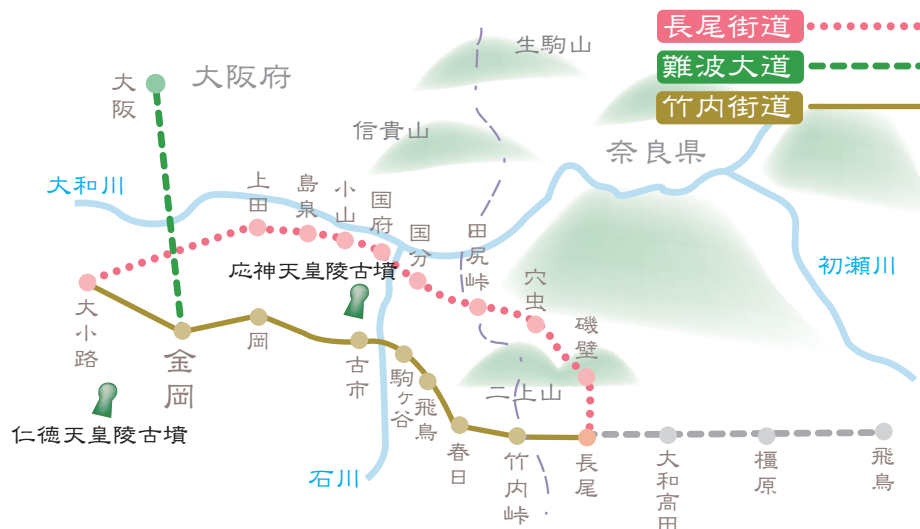 長尾街道
難波大道
竹内街道
生駒山
大阪府
大阪
信貴山
奈良県
大和川
上田
島泉
小山
国府
国分
田尻峠
応神天皇陵古墳
穴虫
初瀬川
大小路
金岡
岡
古市
磯壁
駒ヶ谷
飛鳥
二上山
仁徳天皇陵古墳
石川
春日
竹内峠
長尾
大和高田
橿原
飛鳥